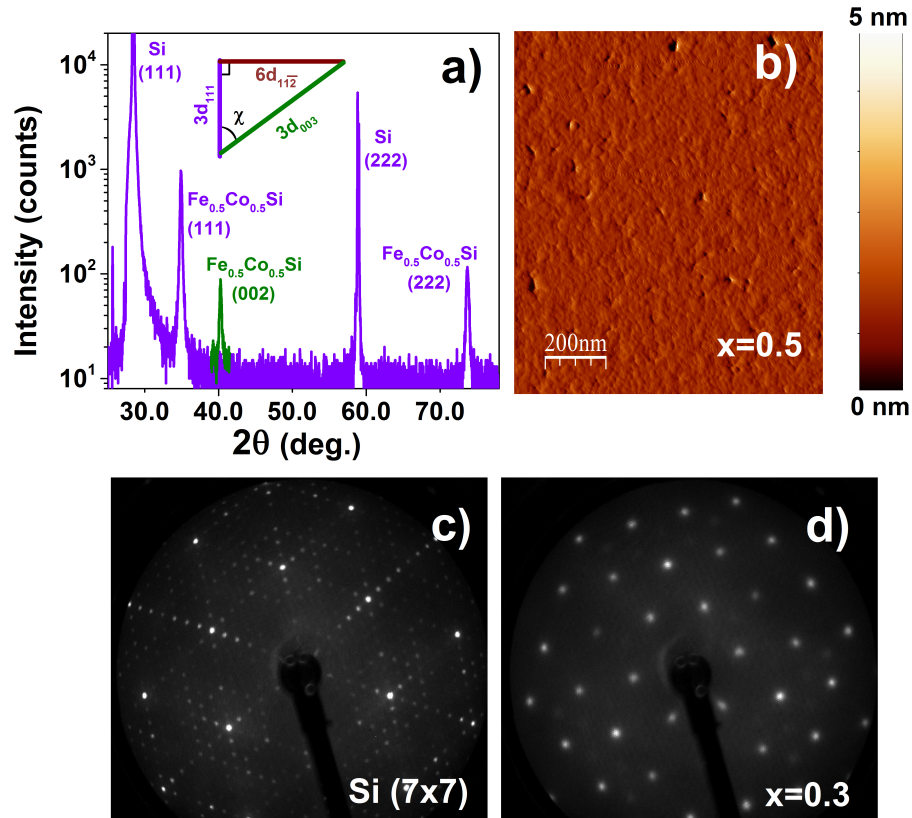 a)
Si
(111)
6d₁₁₂̅
3d₁₁₁
χ
3d₀₀₃
Si
(222)
Fe₀.₅Co₀.₅Si
(111)
Fe₀.₅Co₀.₅Si
(002)
Fe₀.₅Co₀.₅Si
(222)
Intensity (counts)
10⁴
10³
10²
10¹
30.0 40.0 50.0 60.0 70.0
2θ (deg.)
b)
200nm
x=0.5
5 nm
0 nm
c)
Si (7x7)
d)
x=0.3